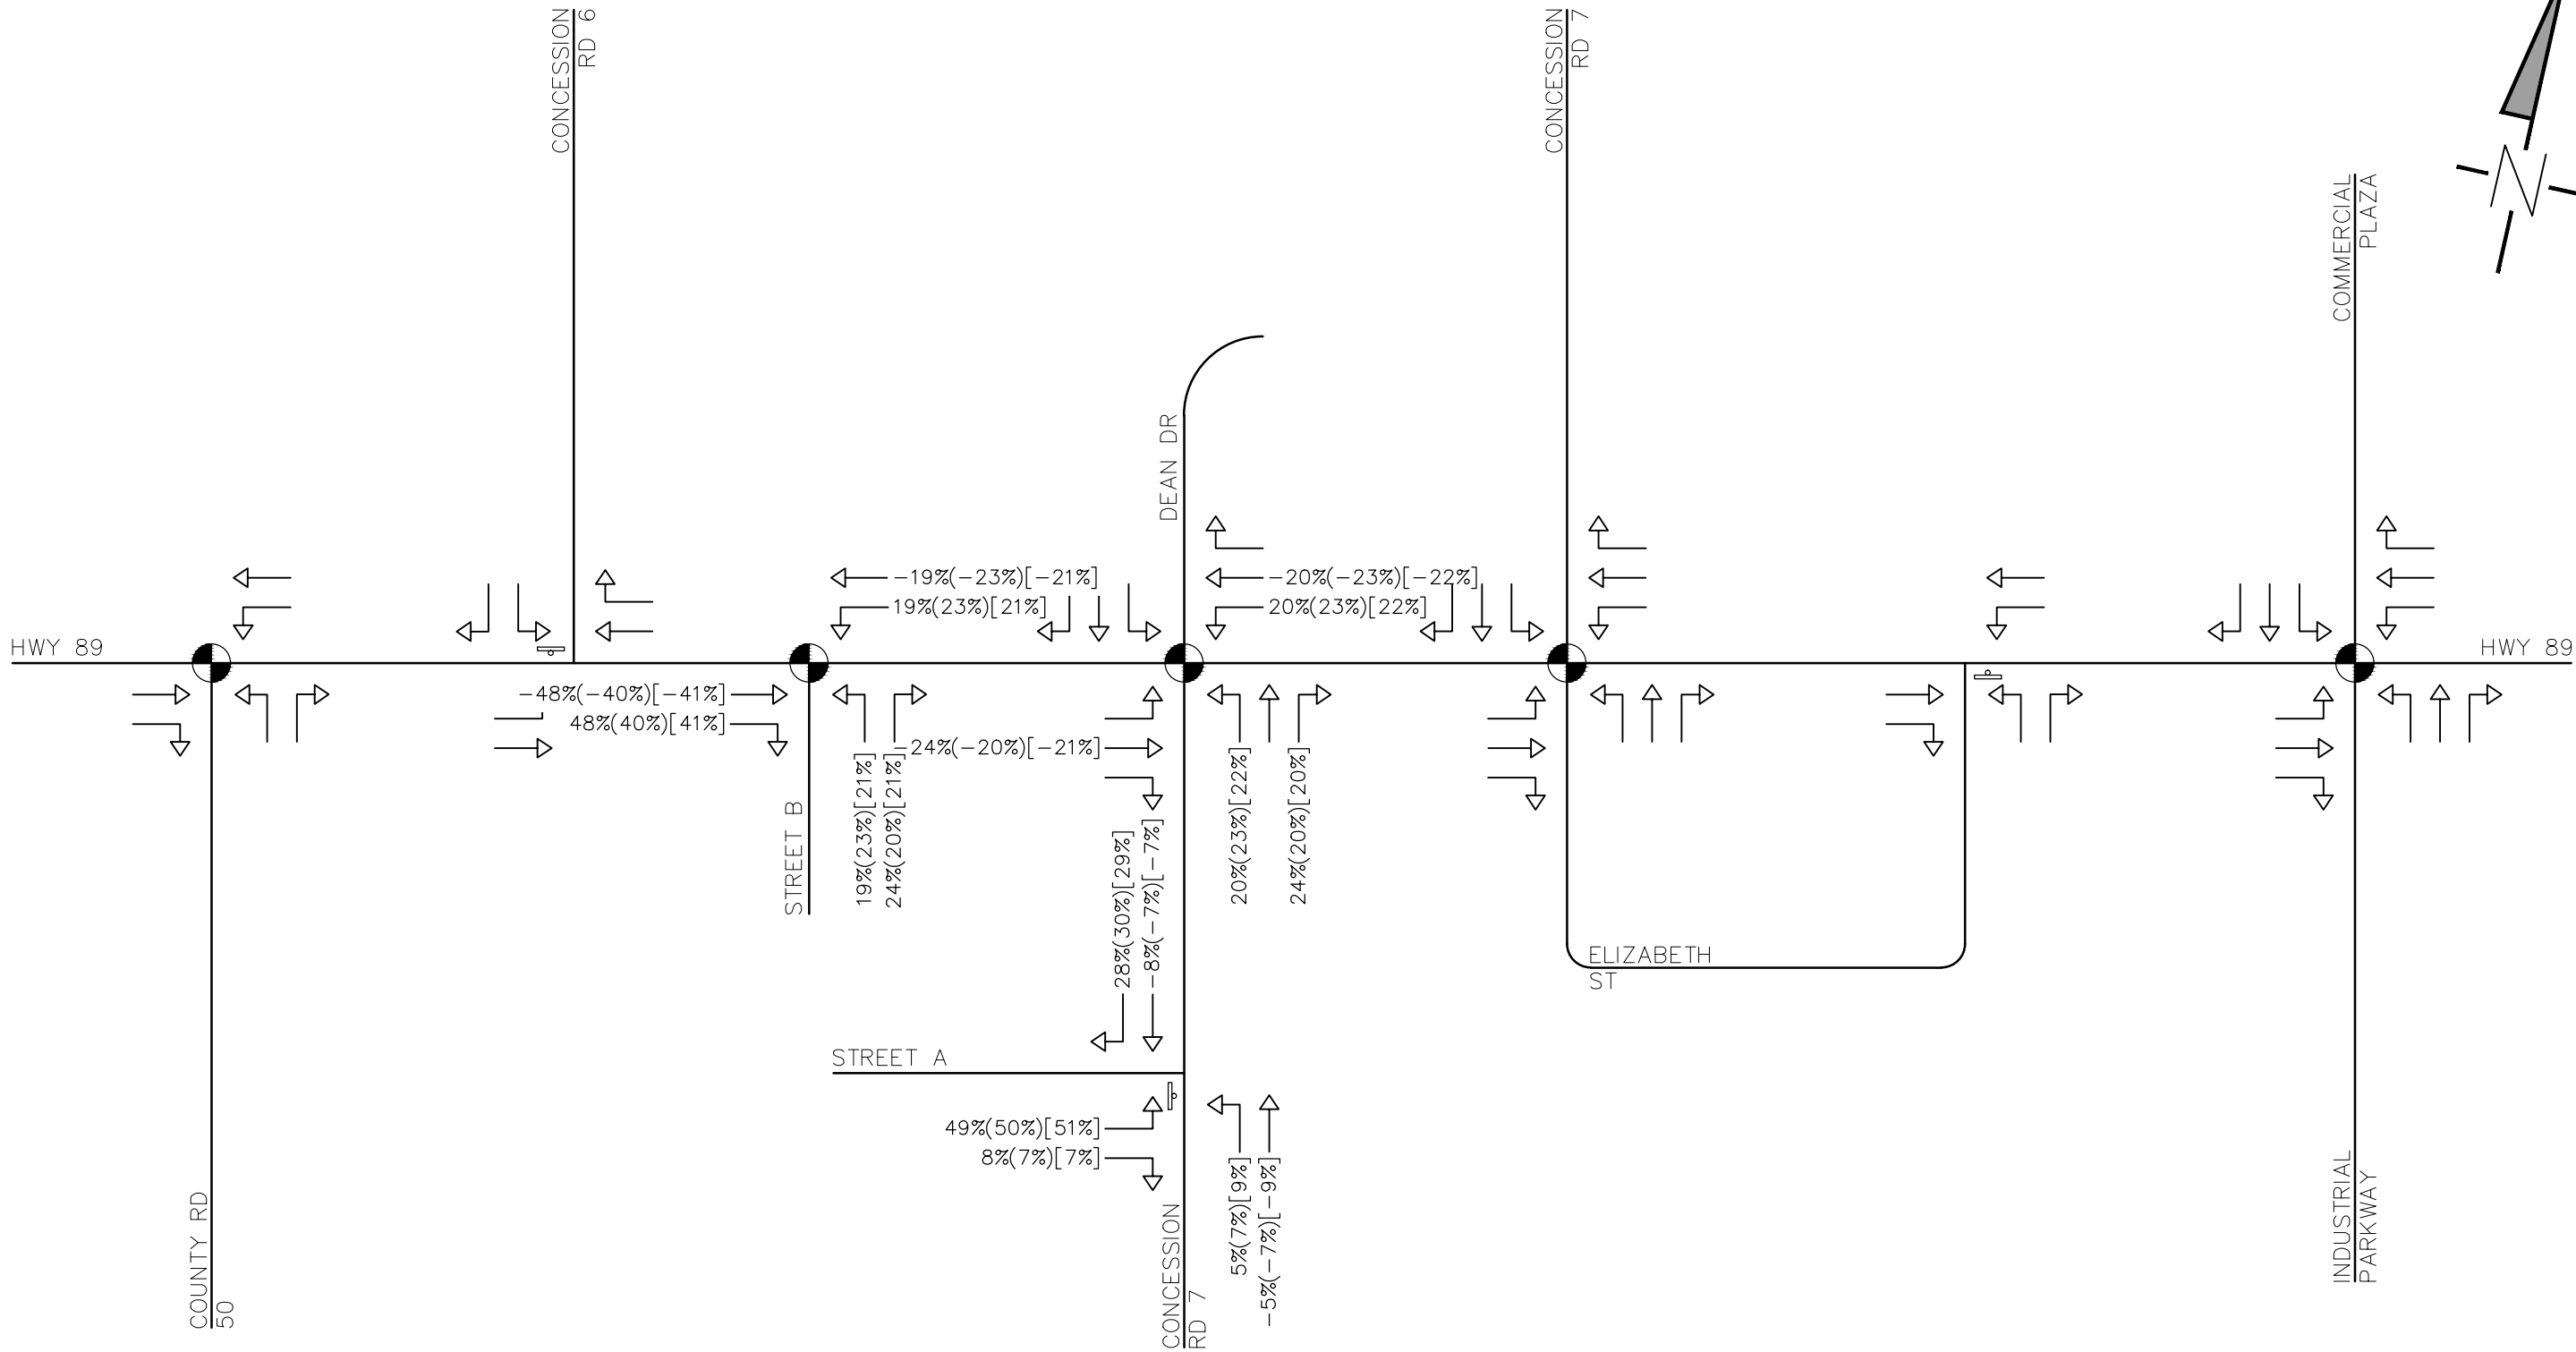 CONCESSION
RD 6
CONCESSION
RD 7
COMMERCIAL
PLAZA
N
DEAN DR
-19%(-23%)[-21%]
19%(23%)[21%]
-20%(-23%)[-22%]
20%(23%)[22%]
HWY 89
HWY 89
-48%(-40%)[-41%]
48%(40%)[41%]
-24%(-20%)[-21%]
19%(23%)[21%]
24%(20%)[21%]
20%(23%)[22%]
24%(20%)[20%]
STREET B
28%(30%)[29%]
-8%(-7%)[-7%]
ELIZABETH
ST
STREET A
49%(50%)[51%]
8%(7%)[7%]
5%(7%)[9%]
-5%(-7%)[-9%]
COUNTY RD
50
CONCESSION
RD 7
INDUSTRIAL
PARKWAY